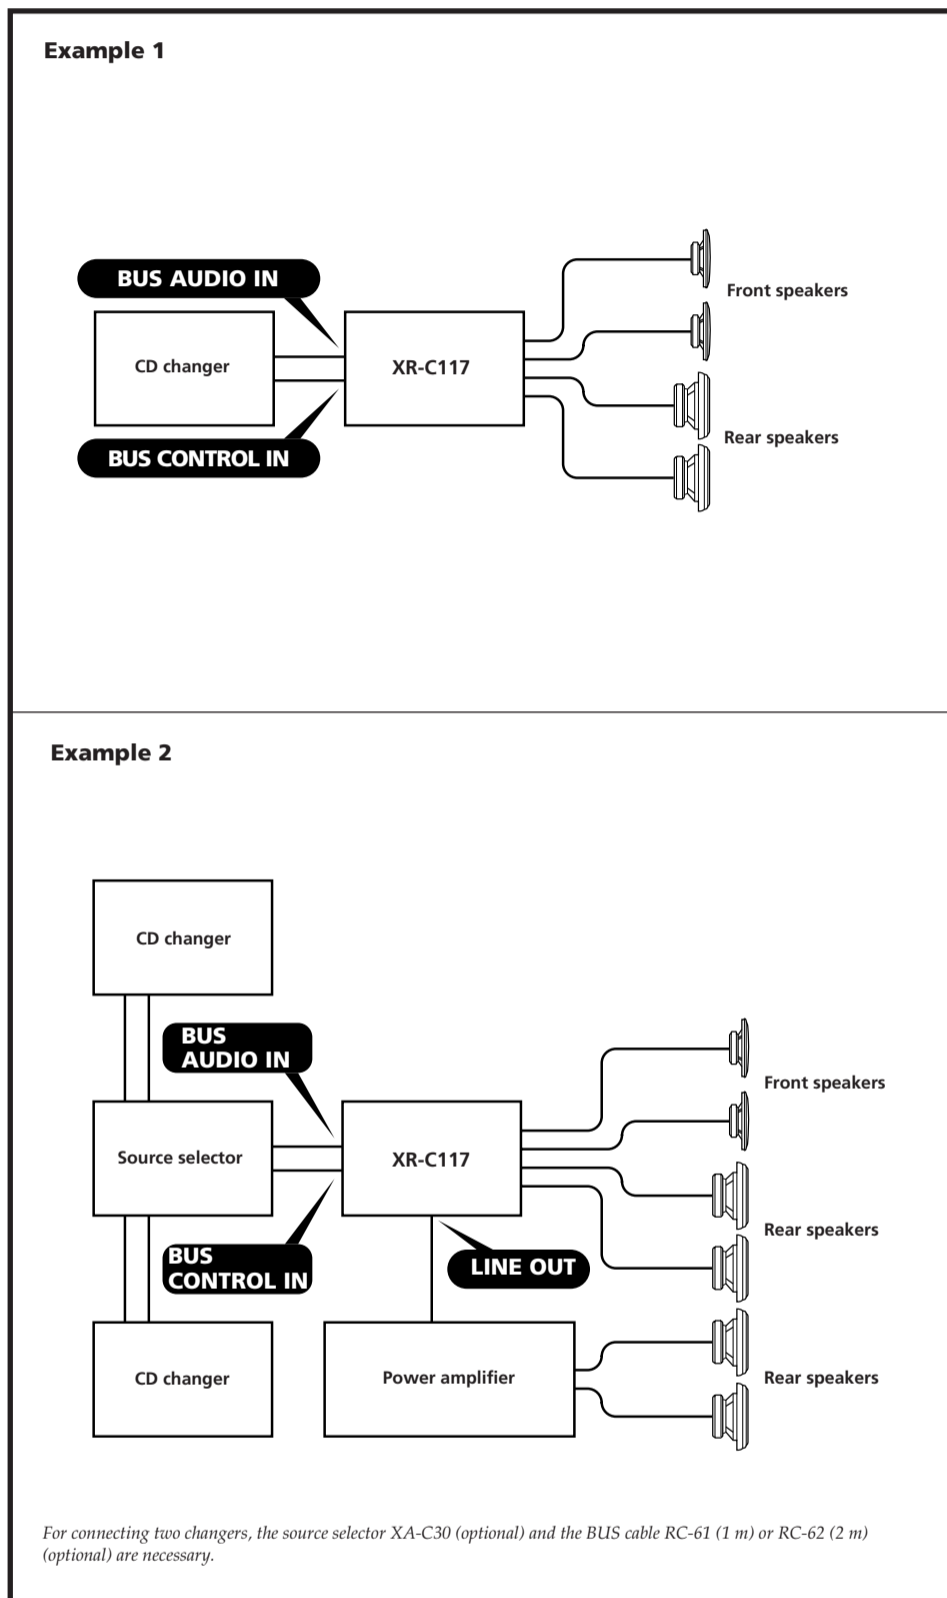 Example 1
BUS AUDIO IN
CD changer
XR-C117
BUS CONTROL IN
Front speakers
Rear speakers
Example 2
CD changer
BUS
AUDIO IN
Source selector
XR-C117
BUS
CONTROL IN
LINE OUT
Front speakers
Rear speakers
CD changer
Power amplifier
Rear speakers
For connecting two changers, the source selector XA-C30 (optional) and the BUS cable RC-61 (1 m) or RC-62 (2 m)
(optional) are necessary.